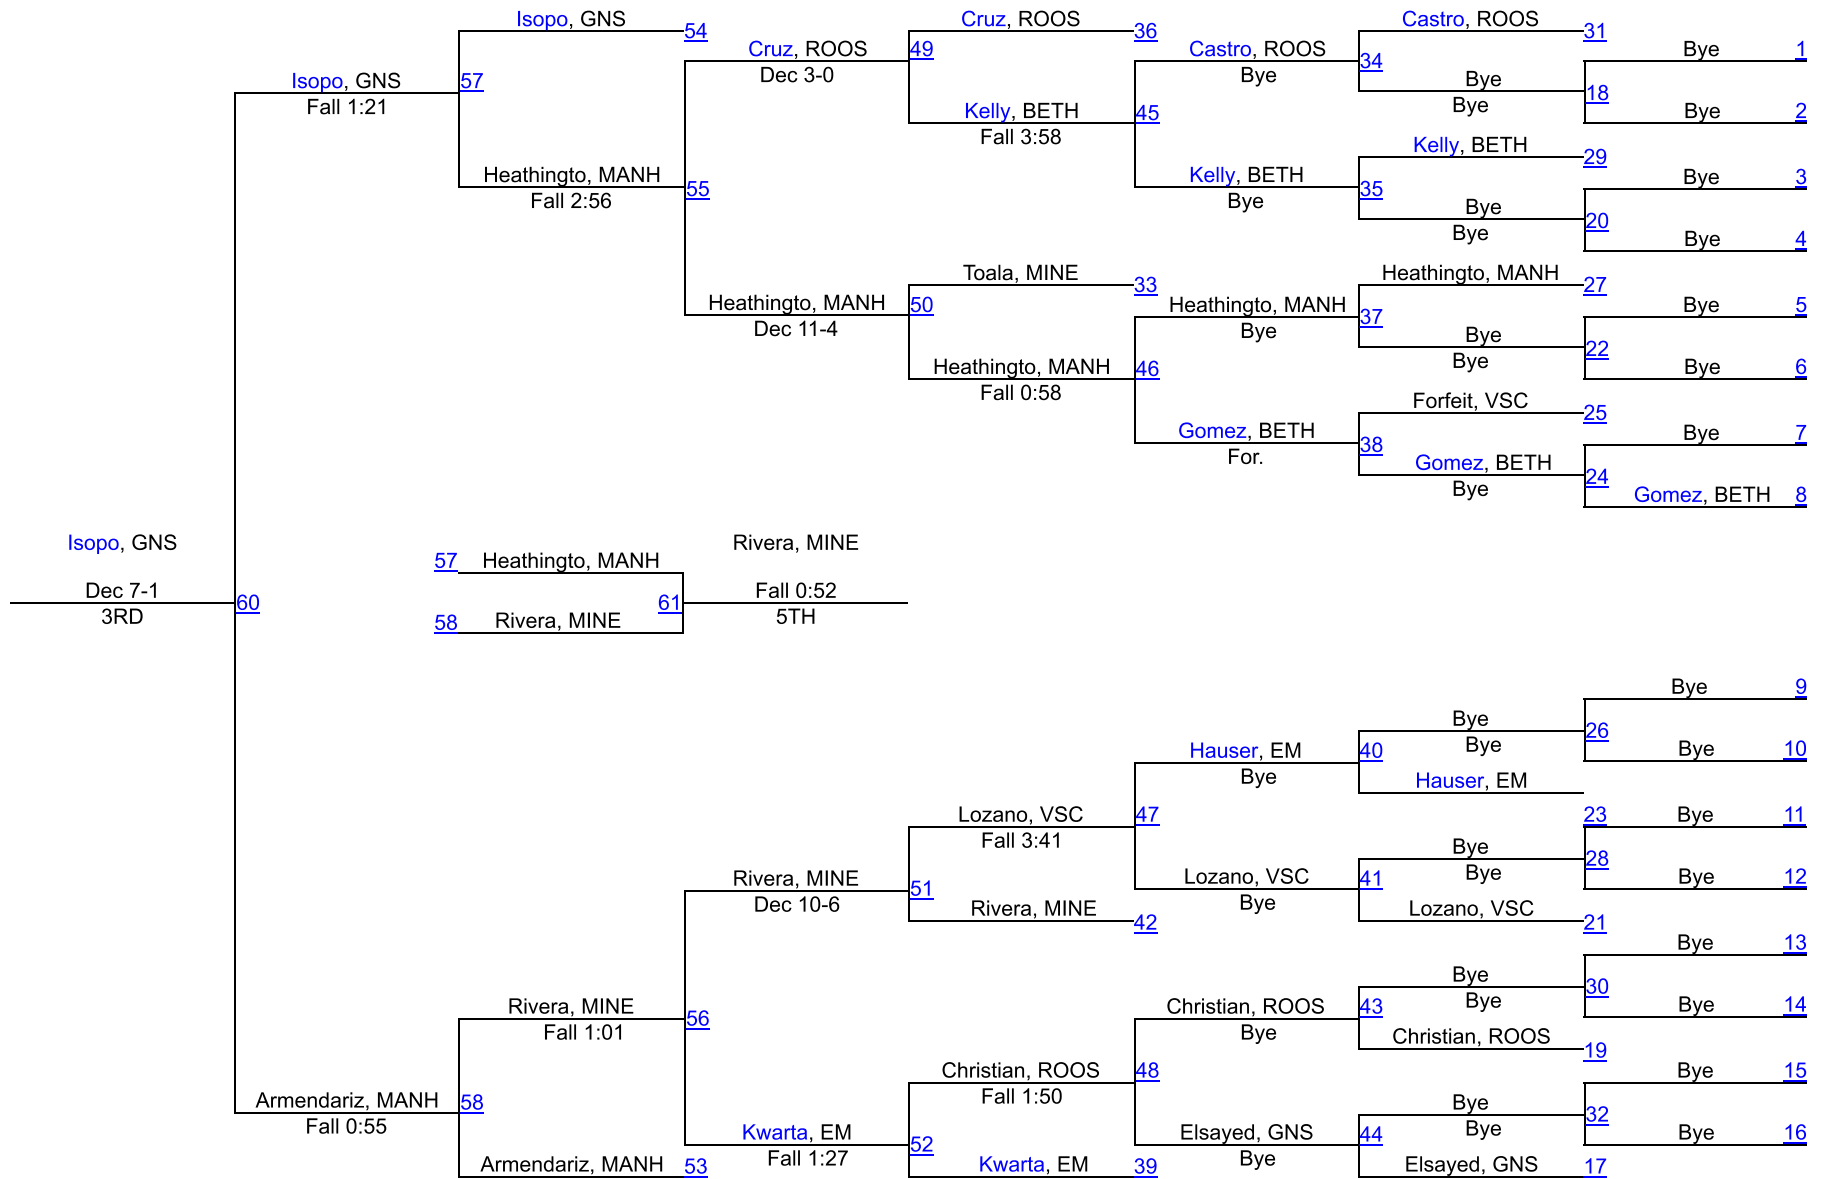 Isopo, GNS
54
Cruz, ROOS
36
Castro, ROOS
31
Cruz, ROOS
49
Castro, ROOS
34
Bye
1
Isopo, GNS
57
Dec 3-0
Bye
Bye
18
Fall 1:21
Kelly, BETH
45
Bye
Bye
2
Fall 3:58
Kelly, BETH
29
Heathingto, MANH
55
Kelly, BETH
35
Bye
3
Fall 2:56
Bye
Bye
20
Bye
Bye
4
Toala, MINE
33
Heathingto, MANH
27
Heathingto, MANH
50
Heathingto, MANH
37
Bye
5
Dec 11-4
Bye
Bye
22
Heathingto, MANH
46
Bye
Bye
6
Fall 0:58
Forfeit, VSC
25
Gomez, BETH
38
Bye
7
For.
Gomez, BETH
24
Bye
Gomez, BETH
8
Isopo, GNS
Rivera, MINE
57
Heathingto, MANH
Dec 7-1
60
61
Fall 0:52
3RD
58
Rivera, MINE
5TH
Bye
9
Bye
26
Hauser, EM
40
Bye
Bye
10
Bye
Hauser, EM
Lozano, VSC
47
23
Bye
11
Fall 3:41
Bye
28
Rivera, MINE
51
Lozano, VSC
41
Bye
Bye
12
Dec 10-6
Bye
Rivera, MINE
42
Lozano, VSC
21
Bye
13
Bye
30
Rivera, MINE
56
Christian, ROOS
43
Bye
Bye
14
Fall 1:01
Bye
Christian, ROOS
19
Christian, ROOS
48
Bye
15
Armendariz, MANH
58
Fall 1:50
Bye
32
Fall 0:55
Kwarta, EM
52
Elsayed, GNS
44
Bye
Bye
16
Fall 1:27
Bye
Armendariz, MANH
53
Kwarta, EM
39
Elsayed, GNS
17